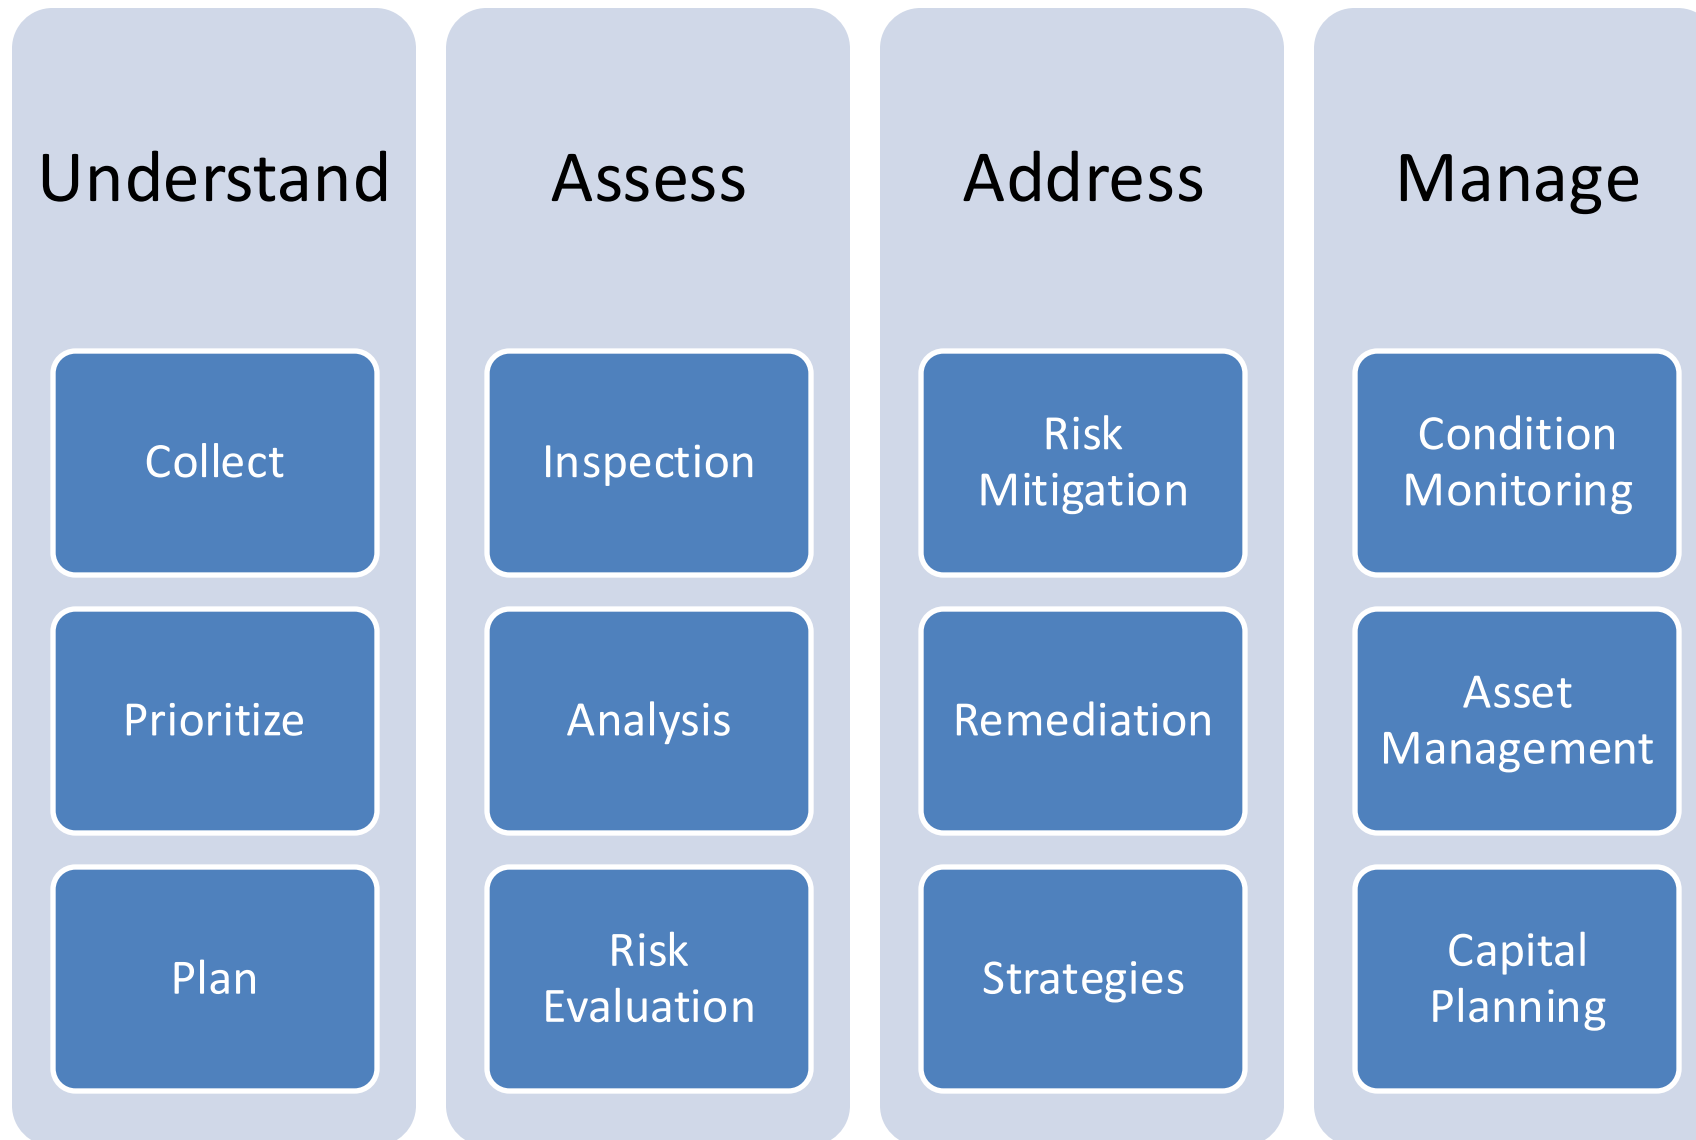 Understand
Collect
Prioritize
Plan
Assess
Inspection
Analysis
Risk
Evaluation
Address
Risk
Mitigation
Remediation
Strategies
Manage
Condition
Monitoring
Asset
Management
Capital
Planning